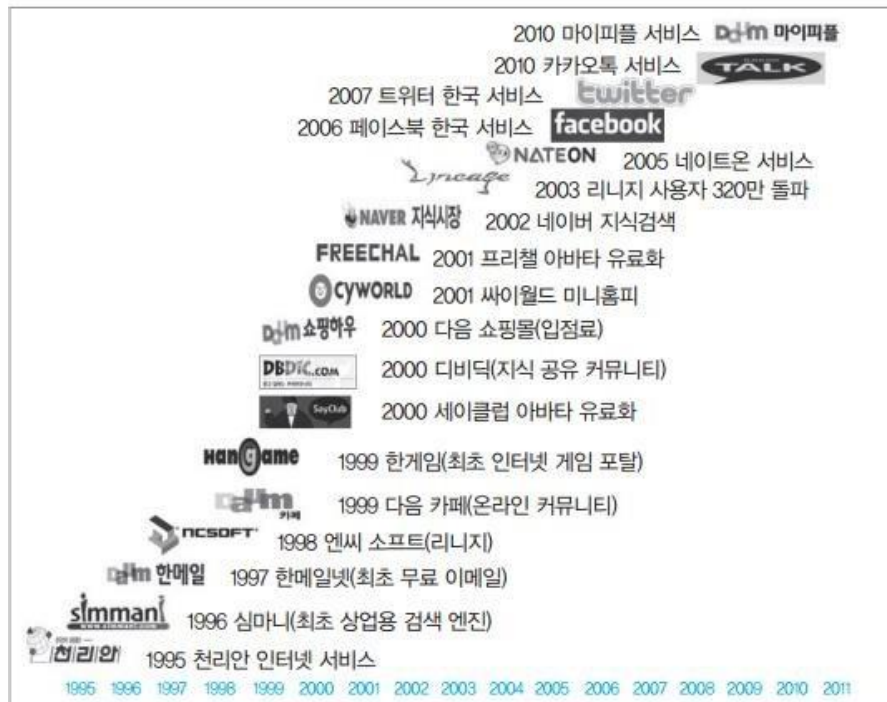 2010 마이피플 서비스 Daum 마이피플
2010 카카오톡 서비스 TALK
2007 트위터 한국 서비스 twitter
2006 페이스북 한국 서비스 facebook
NATEON 2005 네이트온 서비스
Lineage 2003 리니지 사용자 320만 돌파
NAVER 지식시장 2002 네이버 지식검색
FREECHAL 2001 프리챌 아바타 유료화
CYWORLD 2001 싸이월드 미니홈피
Daum 쇼핑하우 2000 다음 쇼핑몰(입점료)
DBDIC.COM 2000 디비딕(지식 공유 커뮤니티)
SayClub 2000 세이클럽 아바타 유료화
Hangame 1999 한게임(최초 인터넷 게임 포탈)
Daum 카페 1999 다음 카페(온라인 커뮤니티)
NCSOFT 1998 엔씨 소프트(리니지)
Daum 한메일 1997 한메일넷(최초 무료 이메일)
simmani 1996 심마니(최초 상업용 검색 엔진)
천리안 1995 천리안 인터넷 서비스
1995 1996 1997 1998 1999 2000 2001 2002 2003 2004 2005 2006 2007 2008 2009 2010 2011